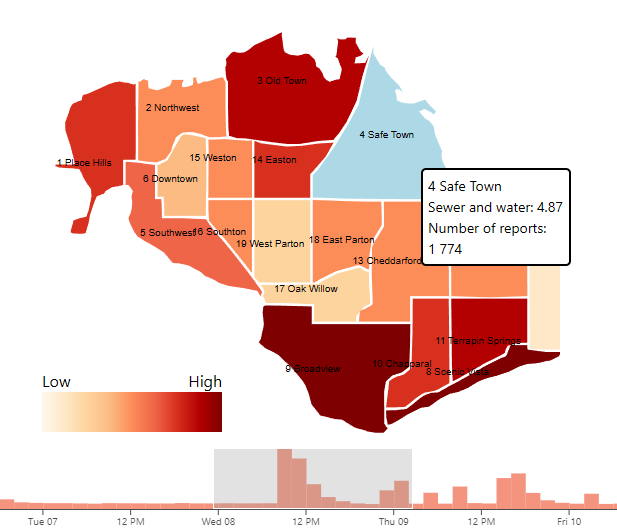 3 Old Town
2 Northwest
4 Safe Town
1 Place Hills
15 Weston
14 Easton
6 Downtown
4 Safe Town
Sewer and water: 4.87
Number of reports:
1 774
5 Southwest
16 Southton
19 West Parton
18 East Parton
13 Cheddarford
17 Oak Willow
11 Terrapin Springs
9 Broadview
10 Chapparal
8 Scenic Vista
Low
High
Tue 07
12 PM
Wed 08
12 PM
Thu 09
12 PM
Fri 10